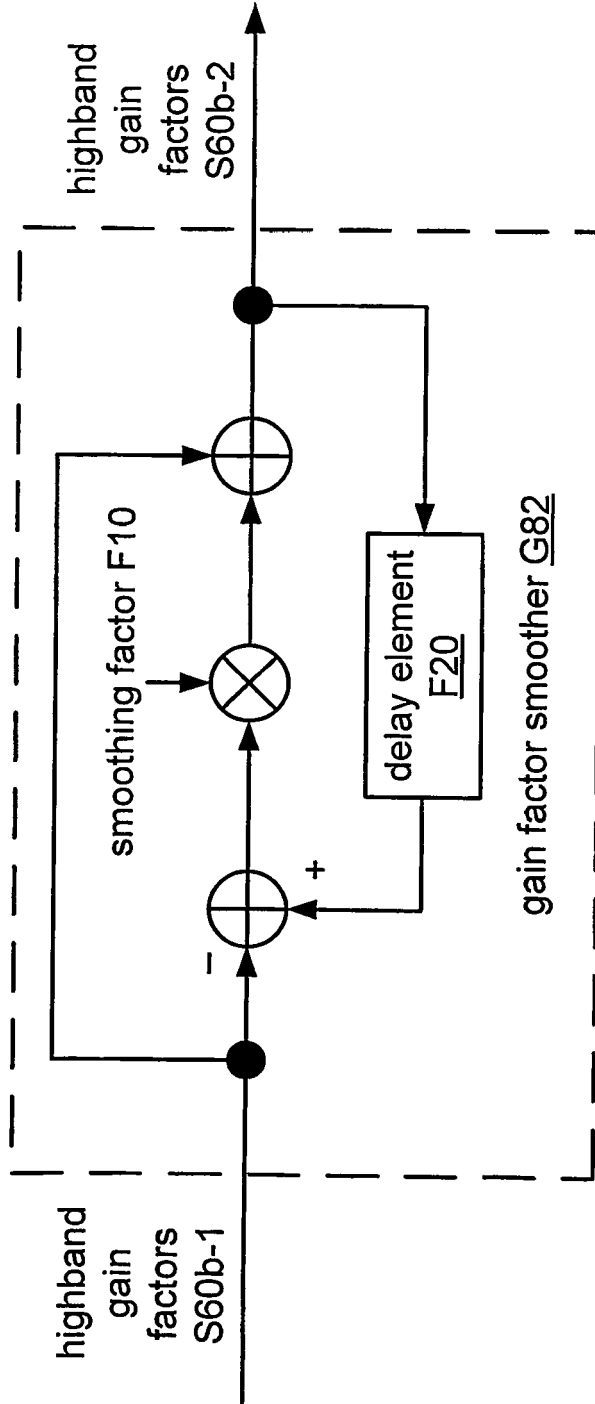 highband
gain
factors
S60b-1
smoothing factor F10
-
+
delay element
F20
gain factor smoother G82
highband
gain
factors
S60b-2